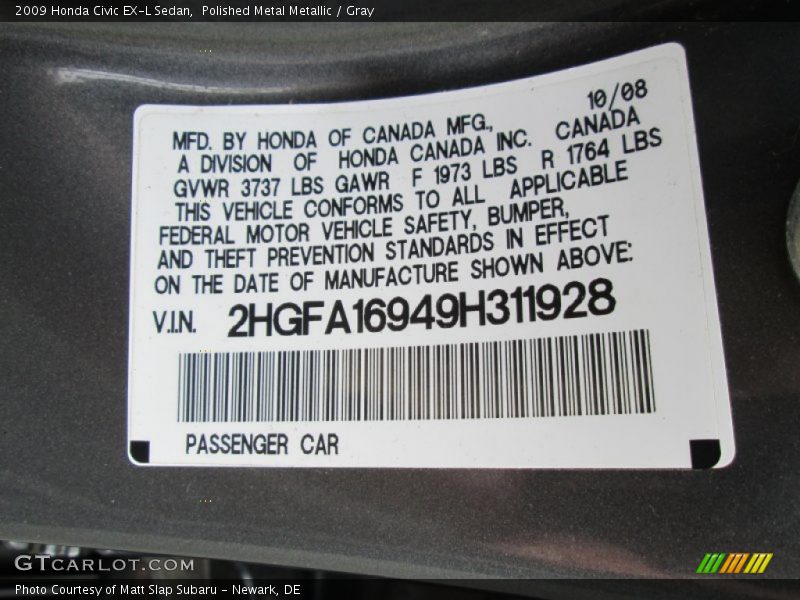 2009 Honda Civic EX-L Sedan, Polished Metal Metallic / Gray
10/08
MFD. BY HONDA OF CANADA MFG.,
A DIVISION OF HONDA CANADA INC. CANADA
GVWR 3737 LBS GAWR F 1973 LBS R 1764 LBS
THIS VEHICLE CONFORMS TO ALL APPLICABLE
FEDERAL MOTOR VEHICLE SAFETY, BUMPER,
AND THEFT PREVENTION STANDARDS IN EFFECT
ON THE DATE OF MANUFACTURE SHOWN ABOVE:
V.I.N. 2HGFA16949H311928
PASSENGER CAR
GTCARLOT.COM
Photo Courtesy of Matt Slap Subaru - Newark, DE